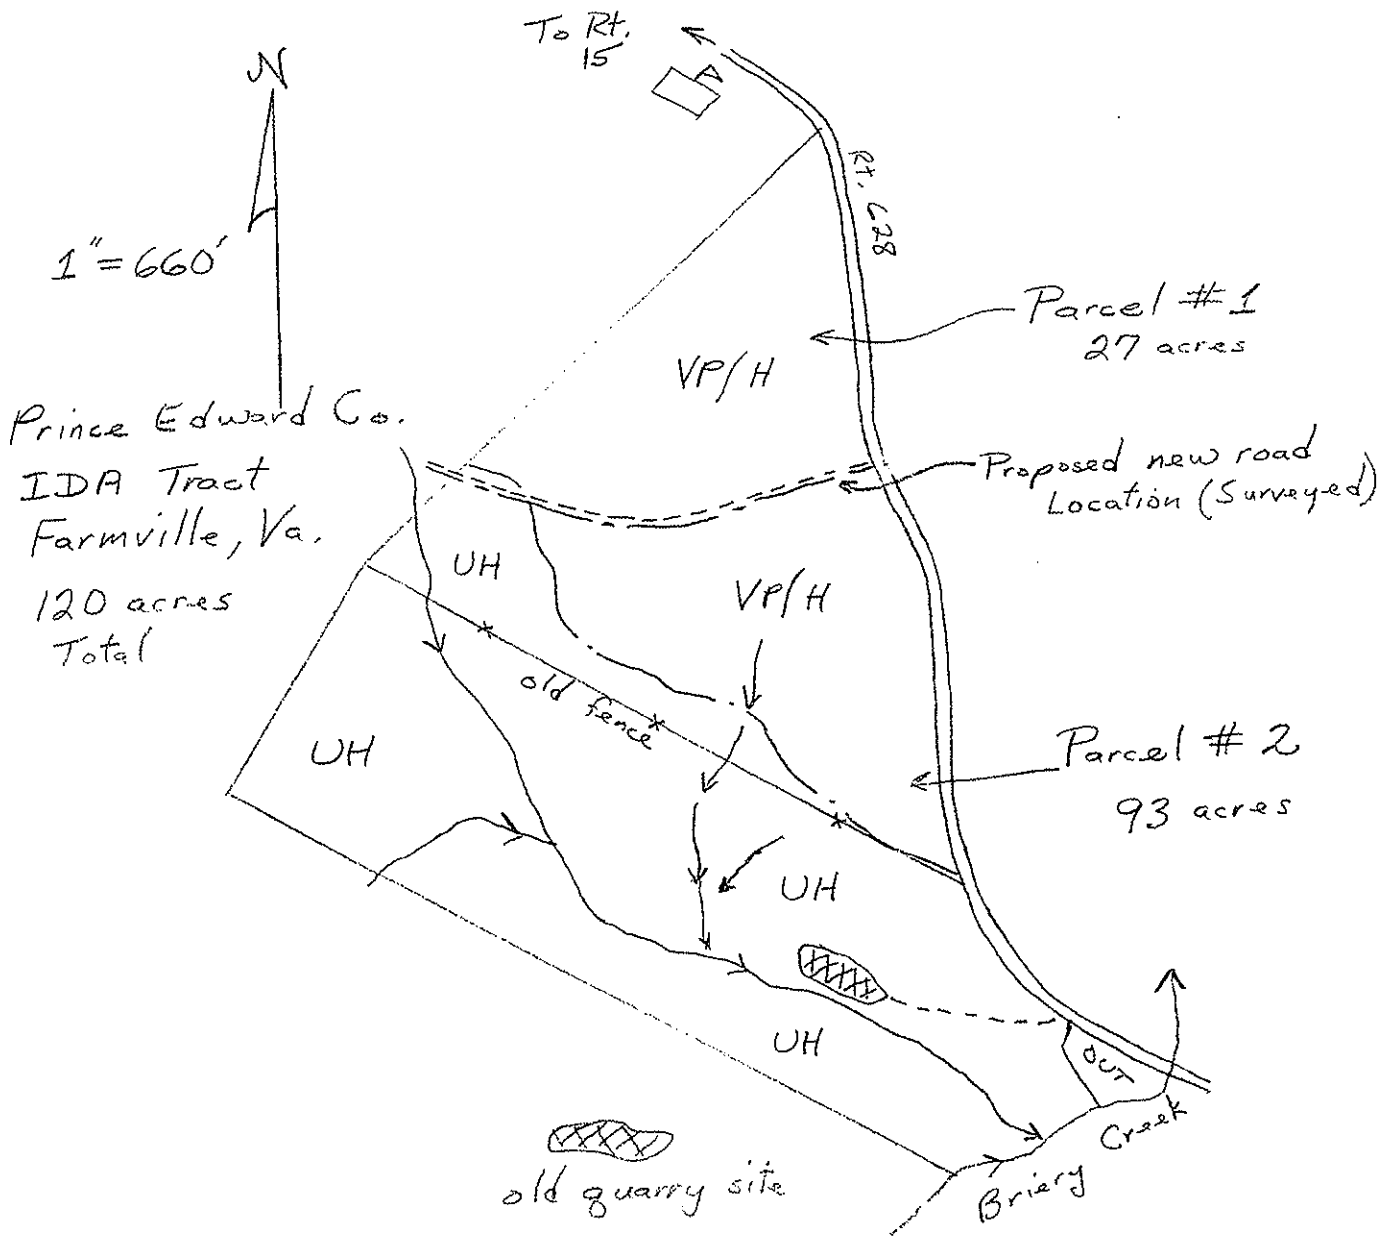 To Rt.
15
N
1"=660'
Rt. 628
Parcel #1
27 acres
VP/H
Prince Edward Co.
IDA Tract
Farmville, Va.
120 acres
Total
Proposed new road
Location (Surveyed)
UH
VP/H
old fence
UH
Parcel #2
93 acres
UH
UH
OUT
Briery Creek
old quarry site